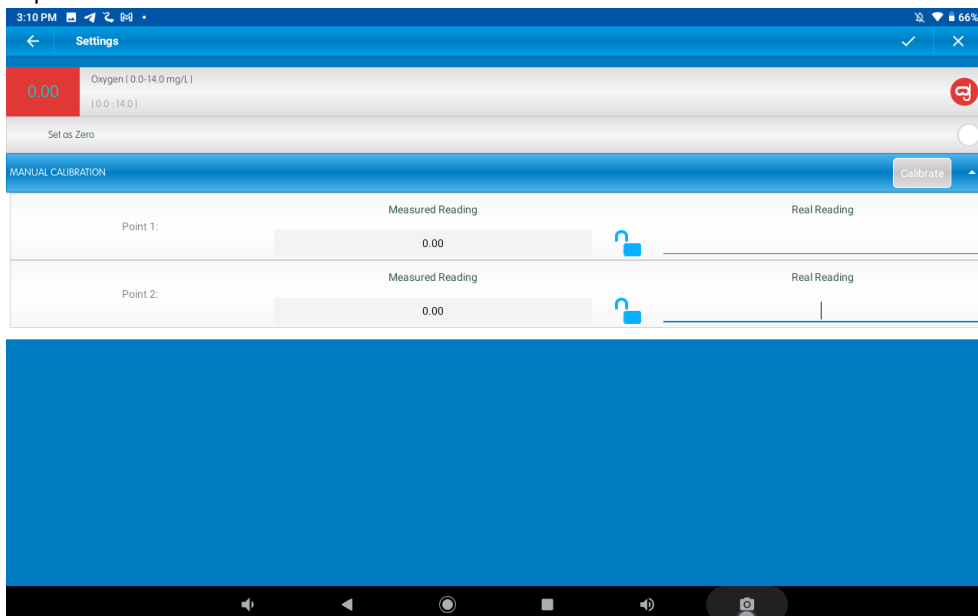 3:10 PM
66%
Settings
0.00
Oxygen | 0.0-14.0 mg/L |
[ 0.0 : 14.0 ]
Set as Zero
MANUAL CALIBRATION
Calibrate
Point 1:
Measured Reading
Real Reading
0.00
Point 2:
Measured Reading
Real Reading
0.00